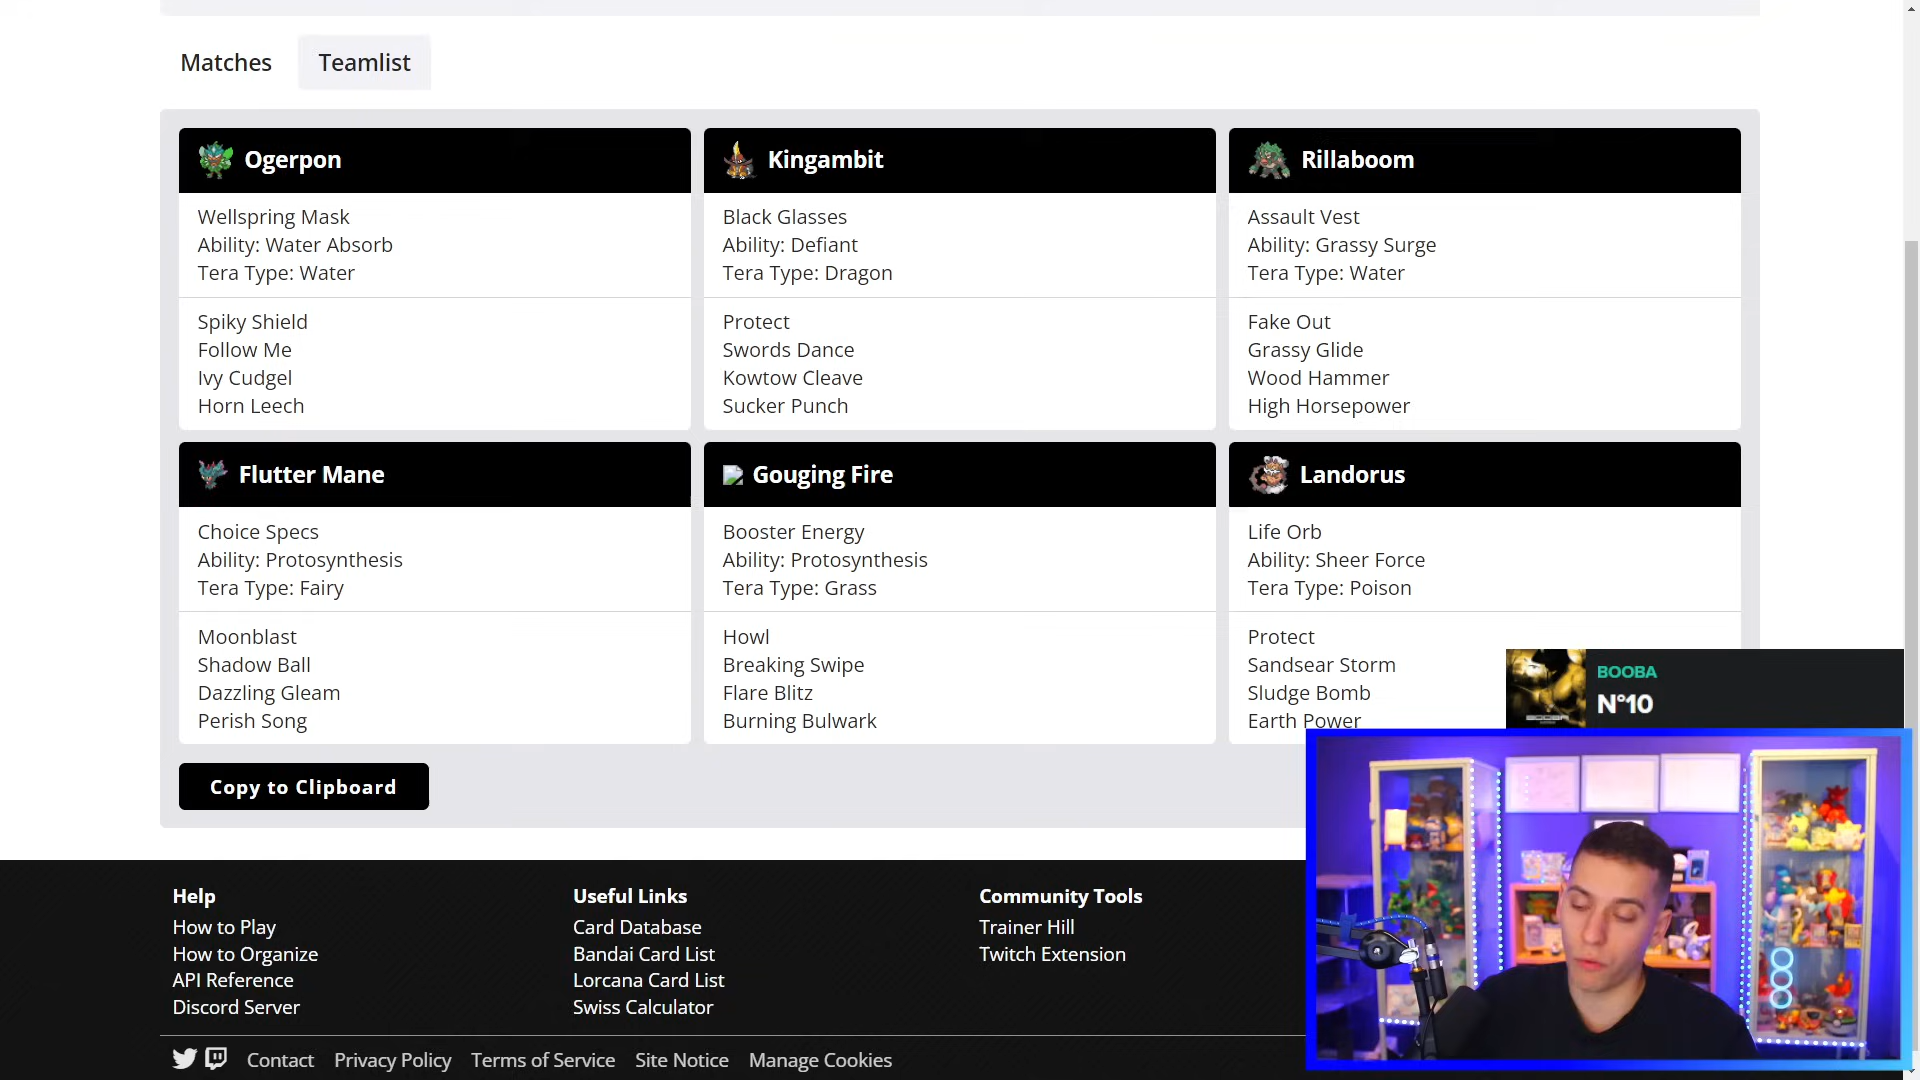 Matches
Teamlist
Ogerpon
Wellspring Mask
Ability: Water Absorb
Tera Type: Water
Spiky Shield
Follow Me
Ivy Cudgel
Horn Leech
Kingambit
Black Glasses
Ability: Defiant
Tera Type: Dragon
Protect
Swords Dance
Kowtow Cleave
Sucker Punch
Rillaboom
Assault Vest
Ability: Grassy Surge
Tera Type: Water
Fake Out
Grassy Glide
Wood Hammer
High Horsepower
Flutter Mane
Choice Specs
Ability: Protosynthesis
Tera Type: Fairy
Moonblast
Shadow Ball
Dazzling Gleam
Perish Song
Gouging Fire
Booster Energy
Ability: Protosynthesis
Tera Type: Grass
Howl
Breaking Swipe
Flare Blitz
Burning Bulwark
Landorus
Life Orb
Ability: Sheer Force
Tera Type: Poison
Protect
Sandsear Storm
Sludge Bomb
Earth Power
BOOBA
N°10
Copy to Clipboard
Help
How to Play
How to Organize
API Reference
Discord Server
Useful Links
Card Database
Bandai Card List
Lorcana Card List
Swiss Calculator
Community Tools
Trainer Hill
Twitch Extension
Contact Privacy Policy Terms of Service Site Notice Manage Cookies